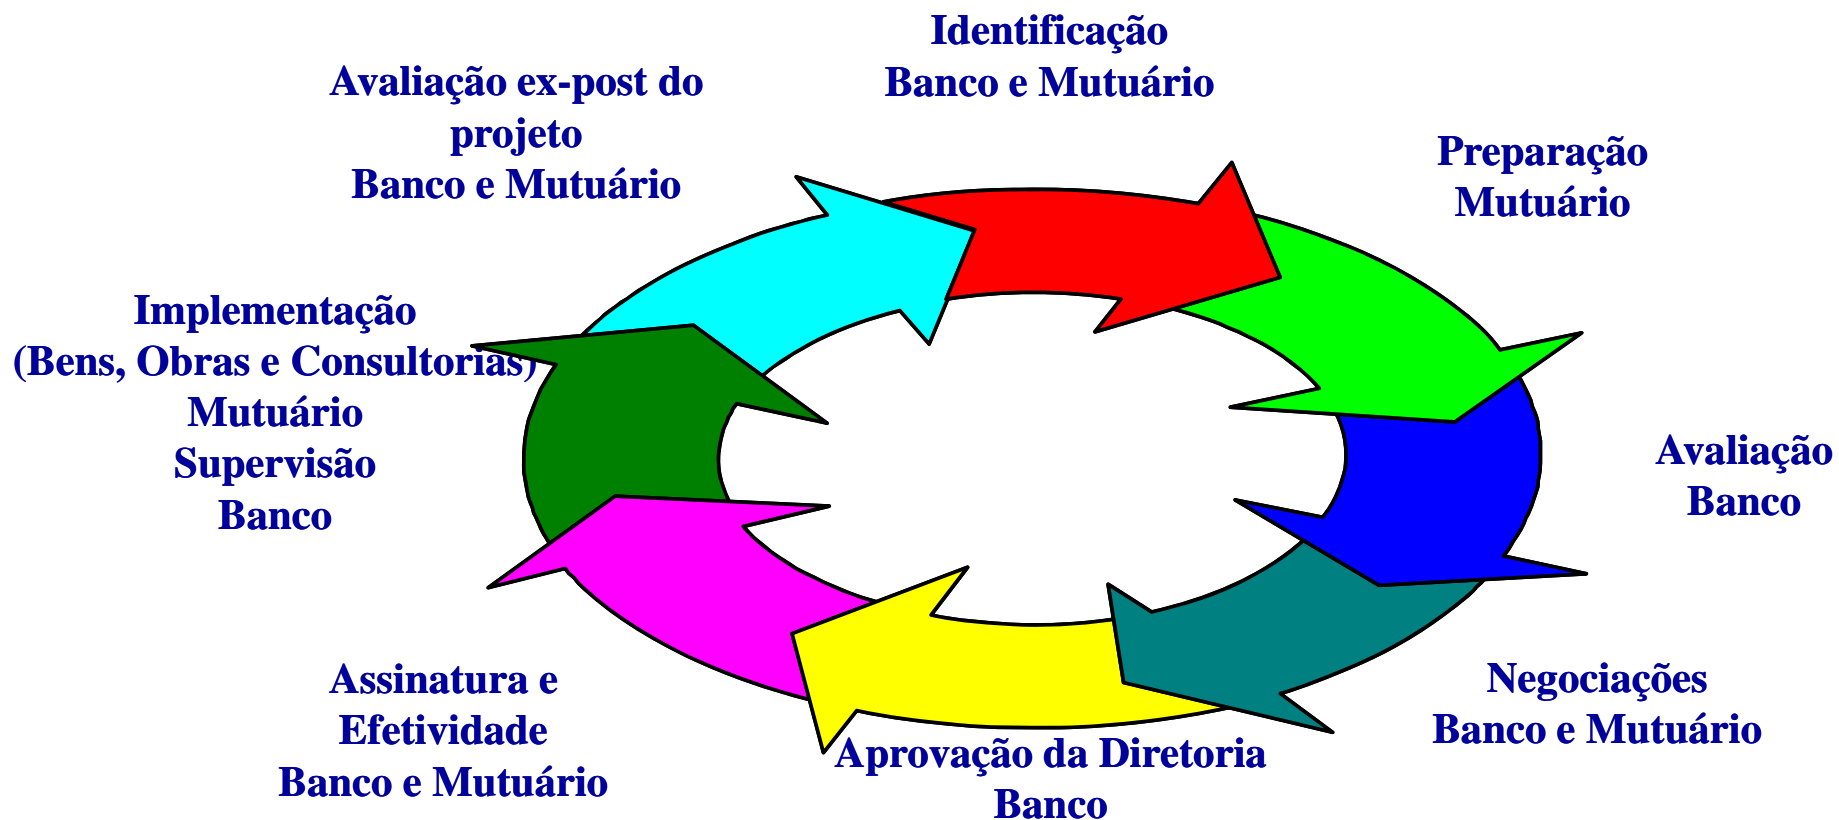 Identificação
Banco e Mutuário
Preparação
Mutuário
Avaliação
Banco
Negociações
Banco e Mutuário
Aprovação da Diretoria
Banco
Assinatura e
Efetividade
Banco e Mutuário
Implementação
(Bens, Obras e Consultorias)
Mutuário
Supervisão
Banco
Avaliação ex-post do
projeto
Banco e Mutuário